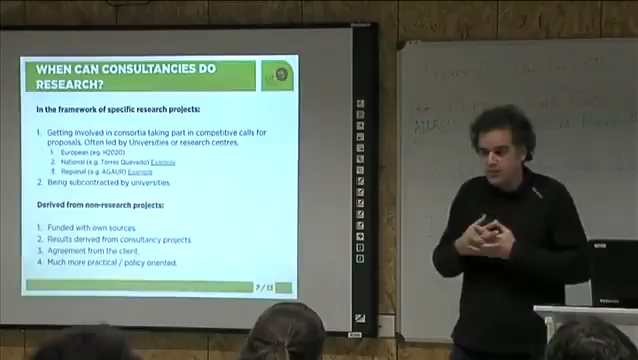 WHEN CAN CONSULTANCIES DO
RESEARCH?
In the framework of specific research projects:
1. Getting involved in consortia taking part in competitive calls for
proposals. Often led by Universities or research centres.
1. European (eg. H2020)
2. National (e.g. Torres Quevedo) Example
3. Regional (e.g. AGAUR) Example
2. Being subcontracted by universities.
Derived from non-research projects:
1. Funded with own sources.
2. Results derived from consultancy projects
3. Agreement from the client.
4. Much more practical / policy oriented.
7 / 13
TOSHIBA